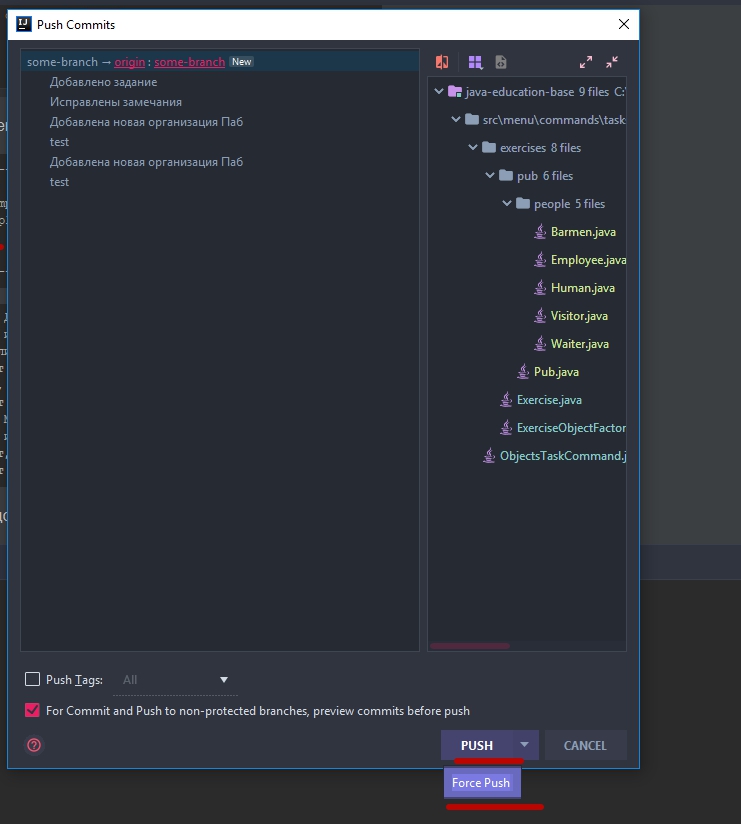 Push Commits
some-branch → origin : some-branch New
Добавлено задание
Исправлены замечания
Добавлена новая организация Паб
test
Добавлена новая организация Паб
test
java-education-base 9 files C:\
src\menu\commands\task
exercises 8 files
pub 6 files
people 5 files
Barmen.java
Employee.java
Human.java
Visitor.java
Waiter.java
Pub.java
Exercise.java
ExerciseObjectFactor
ObjectsTaskCommand.j
Push Tags: All
For Commit and Push to non-protected branches, preview commits before push
? PUSH CANCEL
Force Push